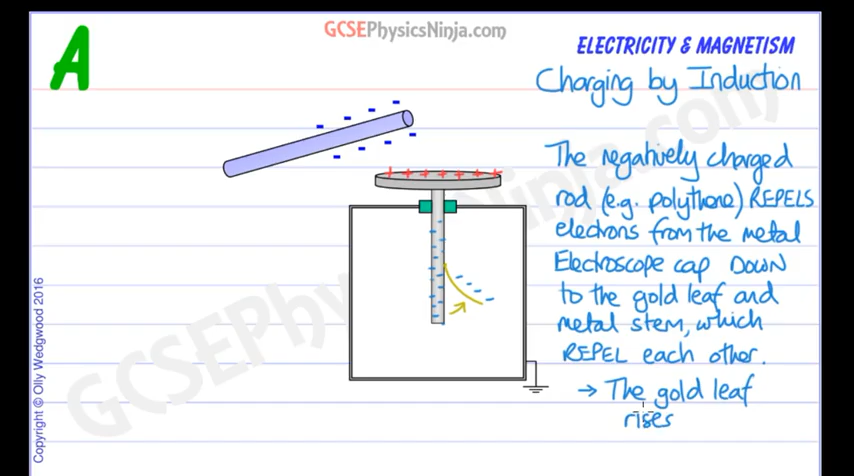 A
GCSEPhysicsNinja.com
ELECTRICITY & MAGNETISM
Charging by Induction
The negatively charged
rod (e.g. polythene) REPELS
electrons from the metal
Electroscope cap DOWN
to the gold leaf and
metal stem, which
REPEL each other.
→ The gold leaf
rises
Copyright © Olly Wedgwood 2016
GCSEPhysicsNinja.com